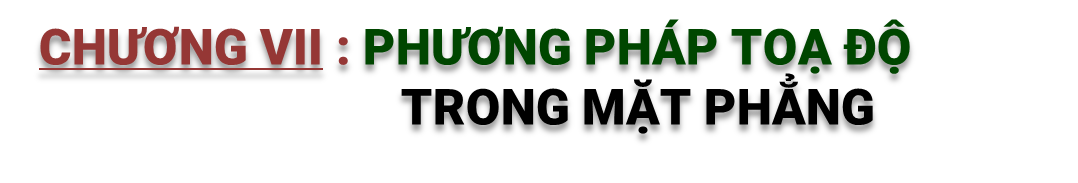 CHƯƠNG VII : PHƯƠNG PHÁP TOẠ ĐỘ
TRONG MẶT PHẲNG